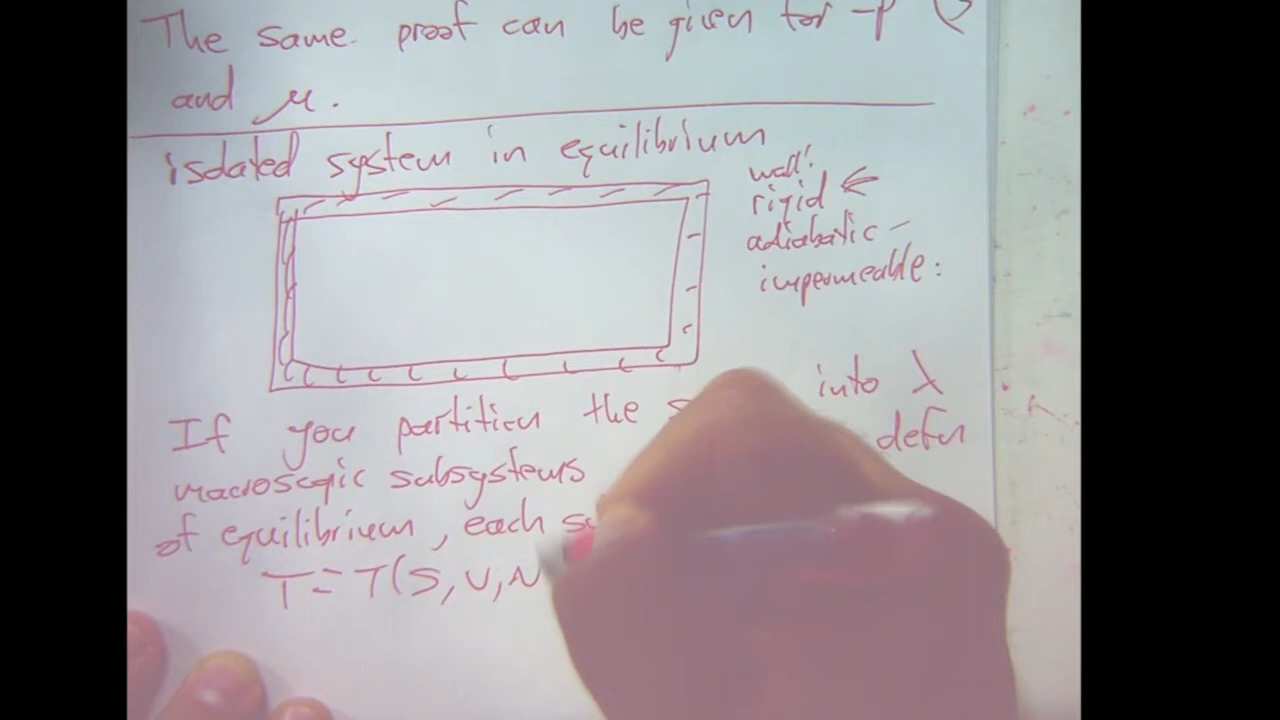 The same proof can be given for -P
and μ.
isolated system in equilibrium
wall:
rigid ←
adiabatic -
impermeable:
If you partition the into λ
macroscopic subsystems defn
of equilibrium, each
T = T(S, V, N